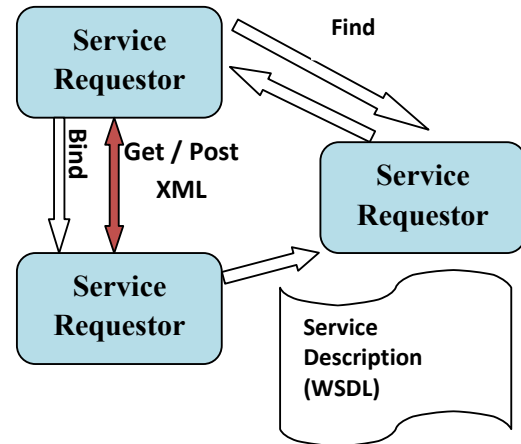 Service
Requestor
Find
Bind
Get / Post
XML
Service
Requestor
Service
Requestor
Service
Description
(WSDL)